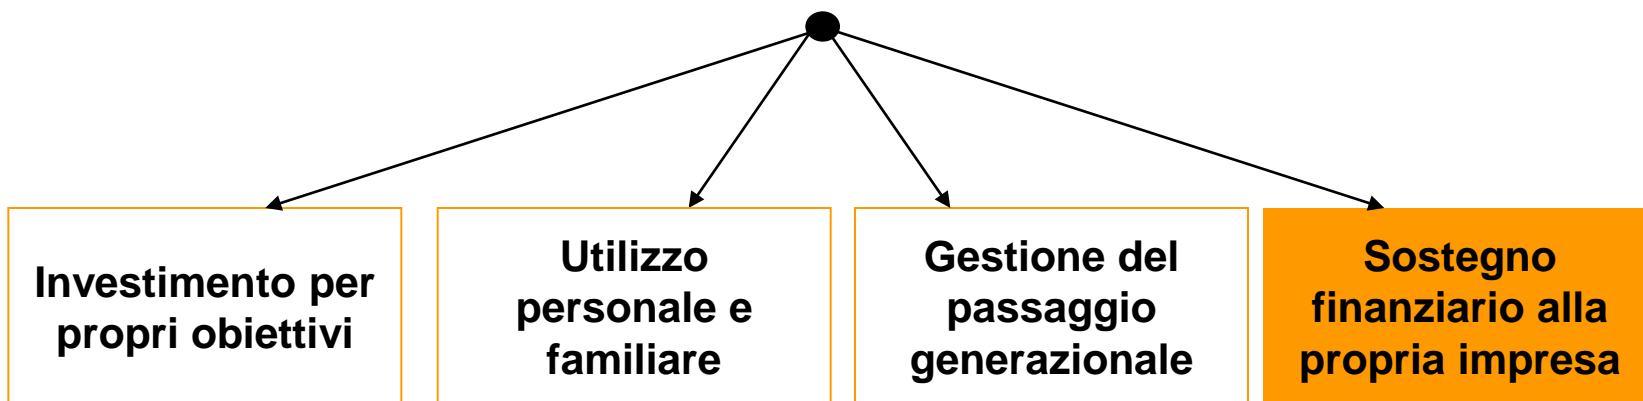 Investimento per
propri obiettivi
Utilizzo
personale e
familiare
Gestione del
passaggio
generazionale
Sostegno
finanziario alla
propria impresa